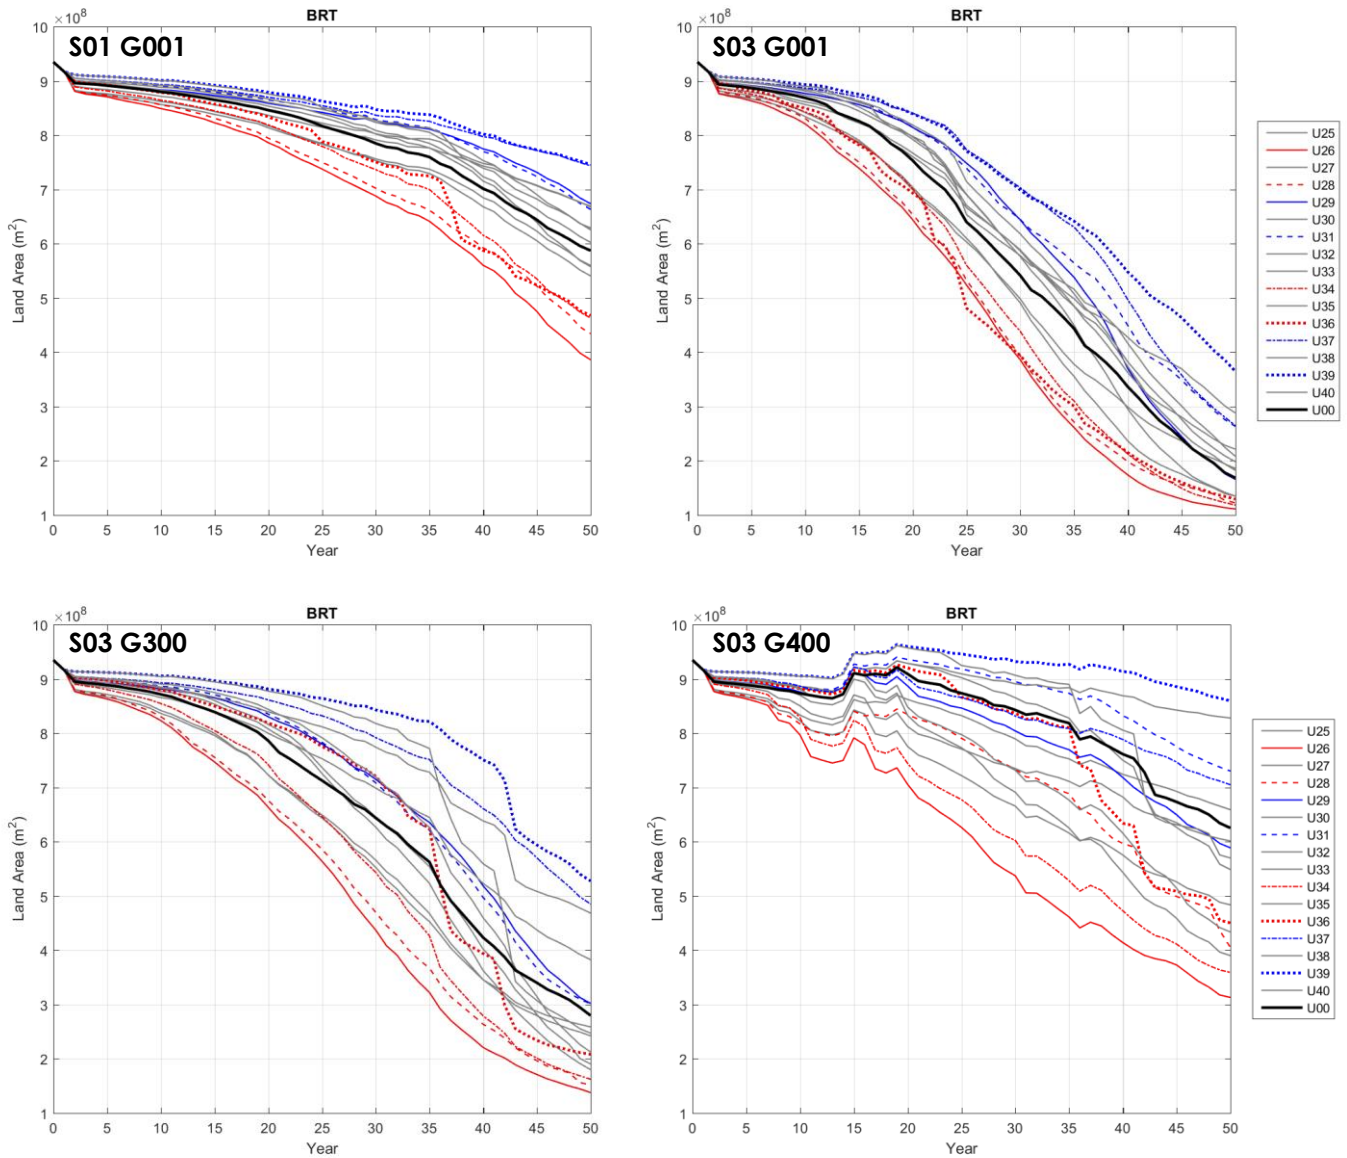 BRT
×10⁸
S01 G001
10
9
8
7
6
5
4
3
2
1
Land Area (m²)
0 5 10 15 20 25 30 35 40 45 50
Year
BRT
×10⁸
S03 G001
10
9
8
7
6
5
4
3
2
1
Land Area (m²)
0 5 10 15 20 25 30 35 40 45 50
Year
U25
U26
U27
U28
U29
U30
U31
U32
U33
U34
U35
U36
U37
U38
U39
U40
U00
BRT
×10⁸
S03 G300
10
9
8
7
6
5
4
3
2
1
Land Area (m²)
0 5 10 15 20 25 30 35 40 45 50
Year
BRT
×10⁸
S03 G400
10
9
8
7
6
5
4
3
2
1
Land Area (m²)
0 5 10 15 20 25 30 35 40 45 50
Year
U25
U26
U27
U28
U29
U30
U31
U32
U33
U34
U35
U36
U37
U38
U39
U40
U00